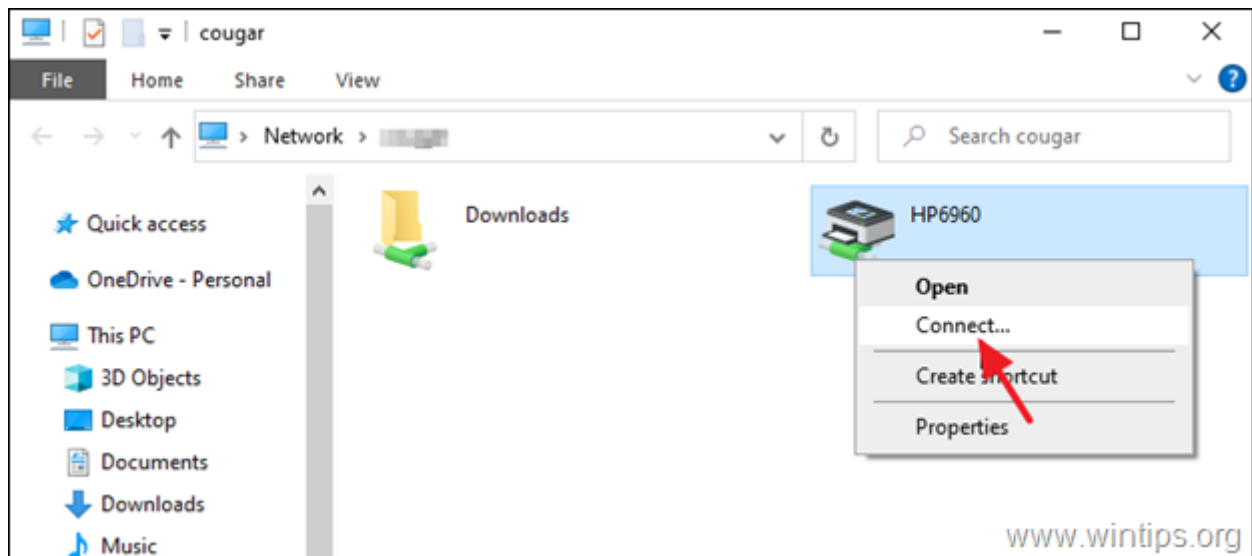 cougar
File Home Share View
Network
Search cougar
Quick access
OneDrive - Personal
This PC
3D Objects
Desktop
Documents
Downloads
Music
Downloads
HP6960
Open
Connect...
Create shortcut
Properties
www.wintips.org